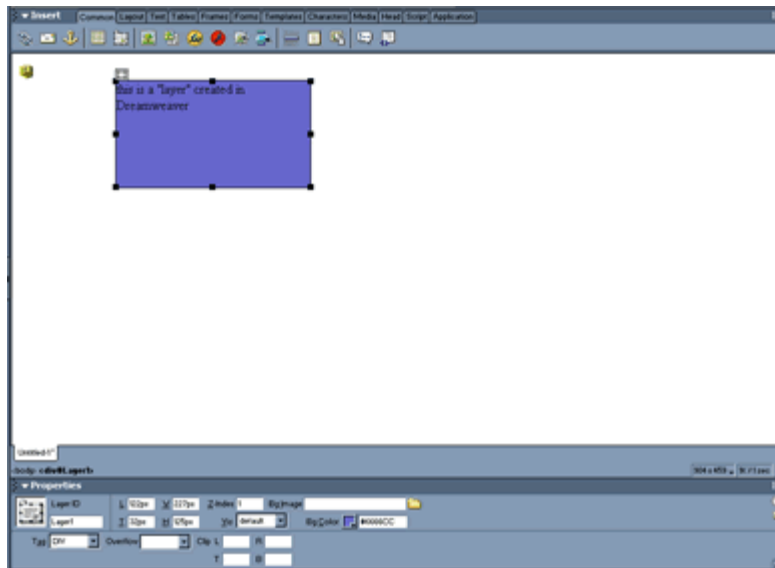 Insert Common Layout Text Tables Frames Forms Templates Characters Media Head Script Application
this is a "layer" created in
Dreamweaver
Untitled-1*
<body> <div#Layer1>
Properties
Layer ID L W 227px Z-Index 1 Bg Image
Layer1 T H Vis default Bg Color
Tag DIV Overflow Clip L R
T B